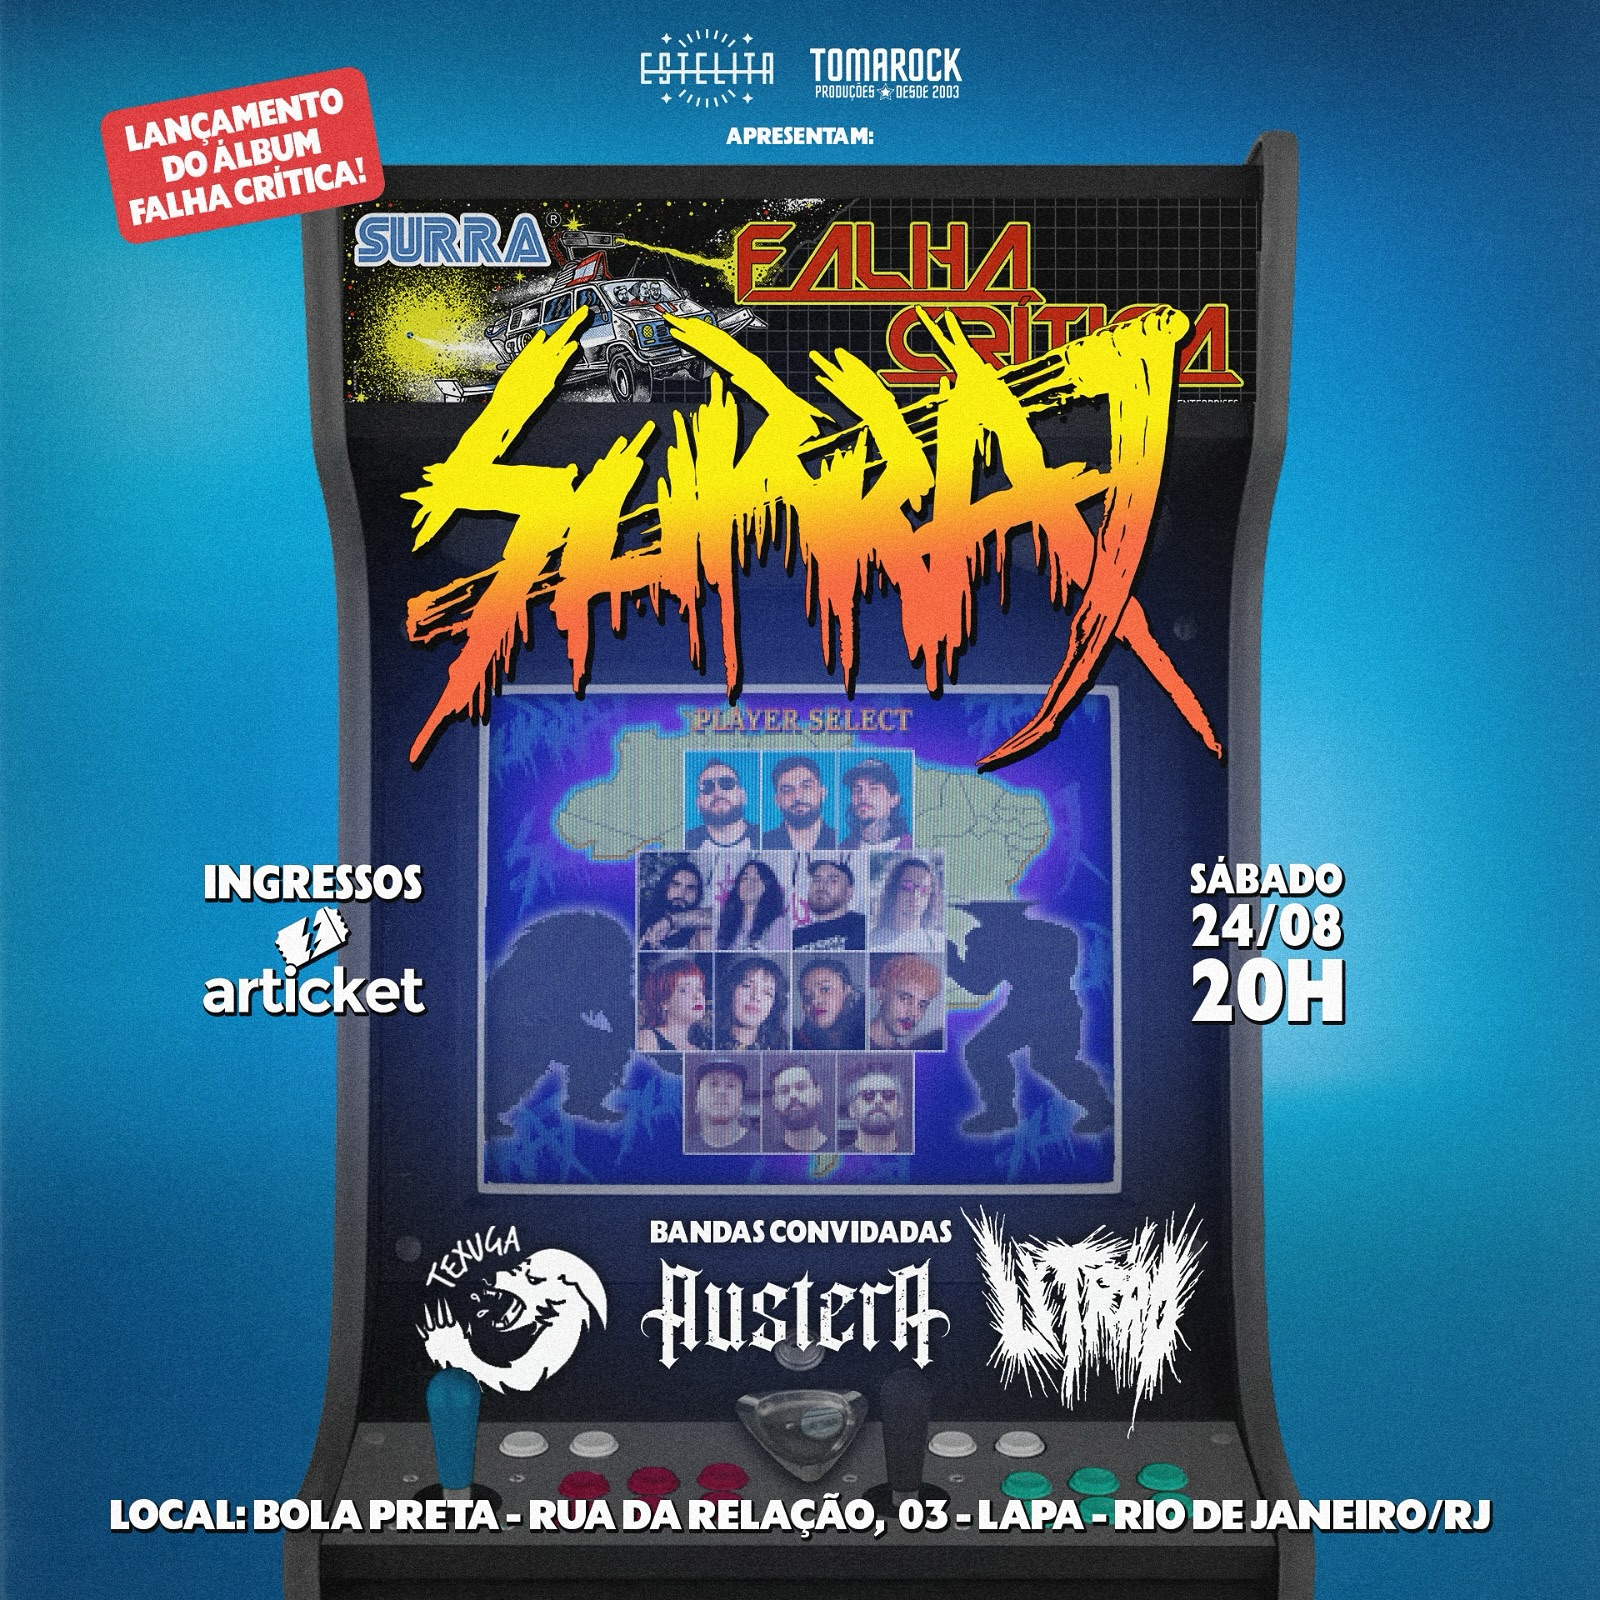 ESTELITA
TOMAROCK
PRODUÇÕES DESDE 2003
APRESENTAM:
LANÇAMENTO
DO ÁLBUM
FALHA CRÍTICA!
SURRA®
FALHA
CRÍTICA
ENTERPRISES
SURRA
PLAYER SELECT
INGRESSOS
articket
SÁBADO
24/08
20H
BANDAS CONVIDADAS
TEXUGA
AUSTERA
LITRÃO
LOCAL: BOLA PRETA - RUA DA RELAÇÃO, 03 - LAPA - RIO DE JANEIRO/RJ